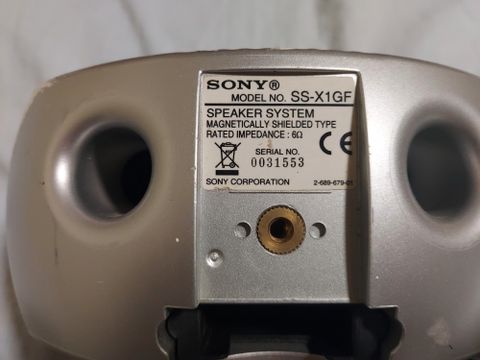 SONY®
MODEL NO. SS-X1GF
SPEAKER SYSTEM
MAGNETICALLY SHIELDED TYPE
RATED IMPEDANCE : 6Ω
CE
SERIAL NO.
0031553
SONY CORPORATION 2-689-679-01